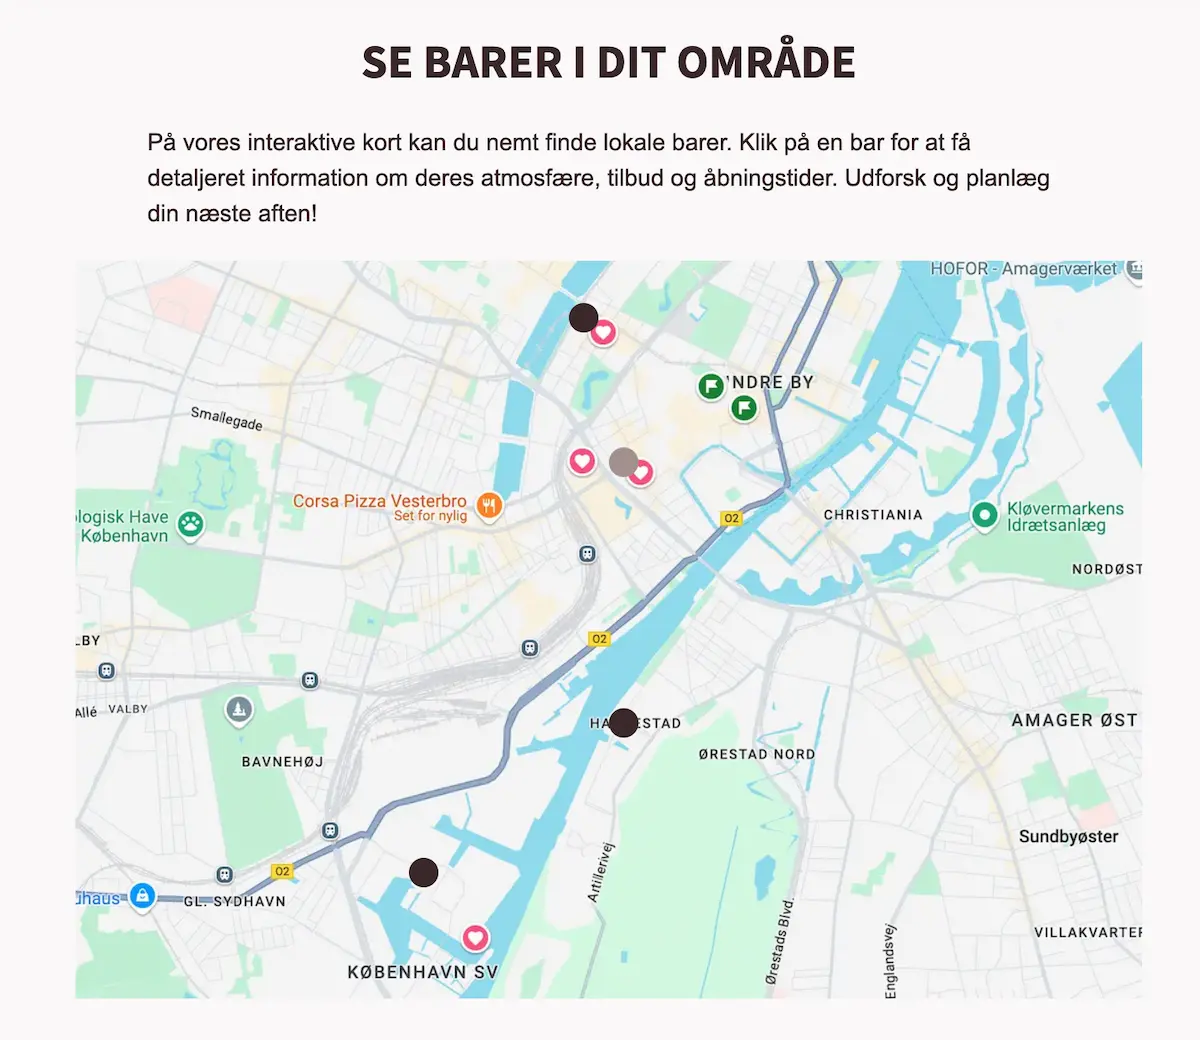 SE BARER I DIT OMRÅDE
På vores interaktive kort kan du nemt finde lokale barer. Klik på en bar for at få
detaljeret information om deres atmosfære, tilbud og åbningstider. Udforsk og planlæg
din næste aften!
HOFOR - Amagerværket
NDRE BY
Smallegade
Corsa Pizza Vesterbro
Set for nylig
ologisk Have
København
02
CHRISTIANIA
Kløvermarkens
Idrætsanlæg
NORDØST
02
LBY
VALBY
Allé
HA ESTAD
AMAGER ØST
BAVNEHØJ
ØRESTAD NORD
Sundbyøster
02
Artillerivej
uhaus
GL. SYDHAVN
Ørestads Blvd.
Englandsvej
VILLAKVARTER
KØBENHAVN SV